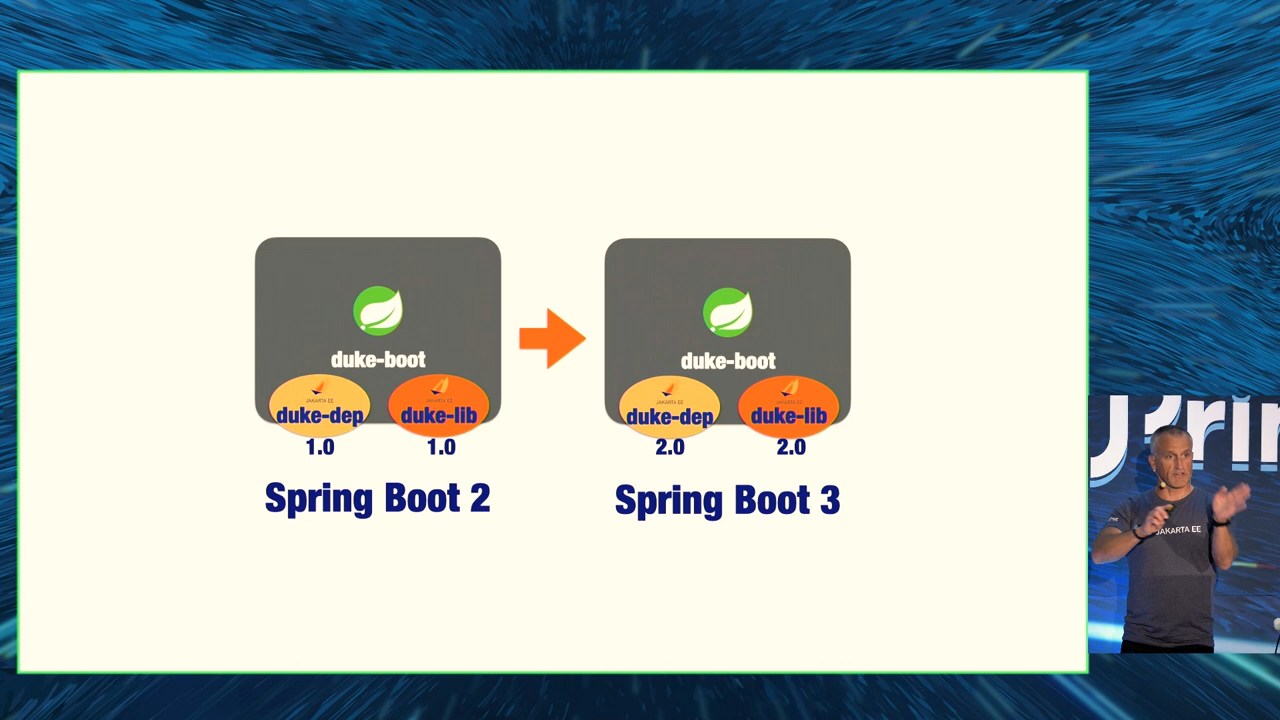 duke-boot
JAKARTA EE
duke-dep
1.0
JAKARTA EE
duke-lib
1.0
Spring Boot 2
duke-boot
JAKARTA EE
duke-dep
2.0
JAKARTA EE
duke-lib
2.0
Spring Boot 3
JAKARTA EE